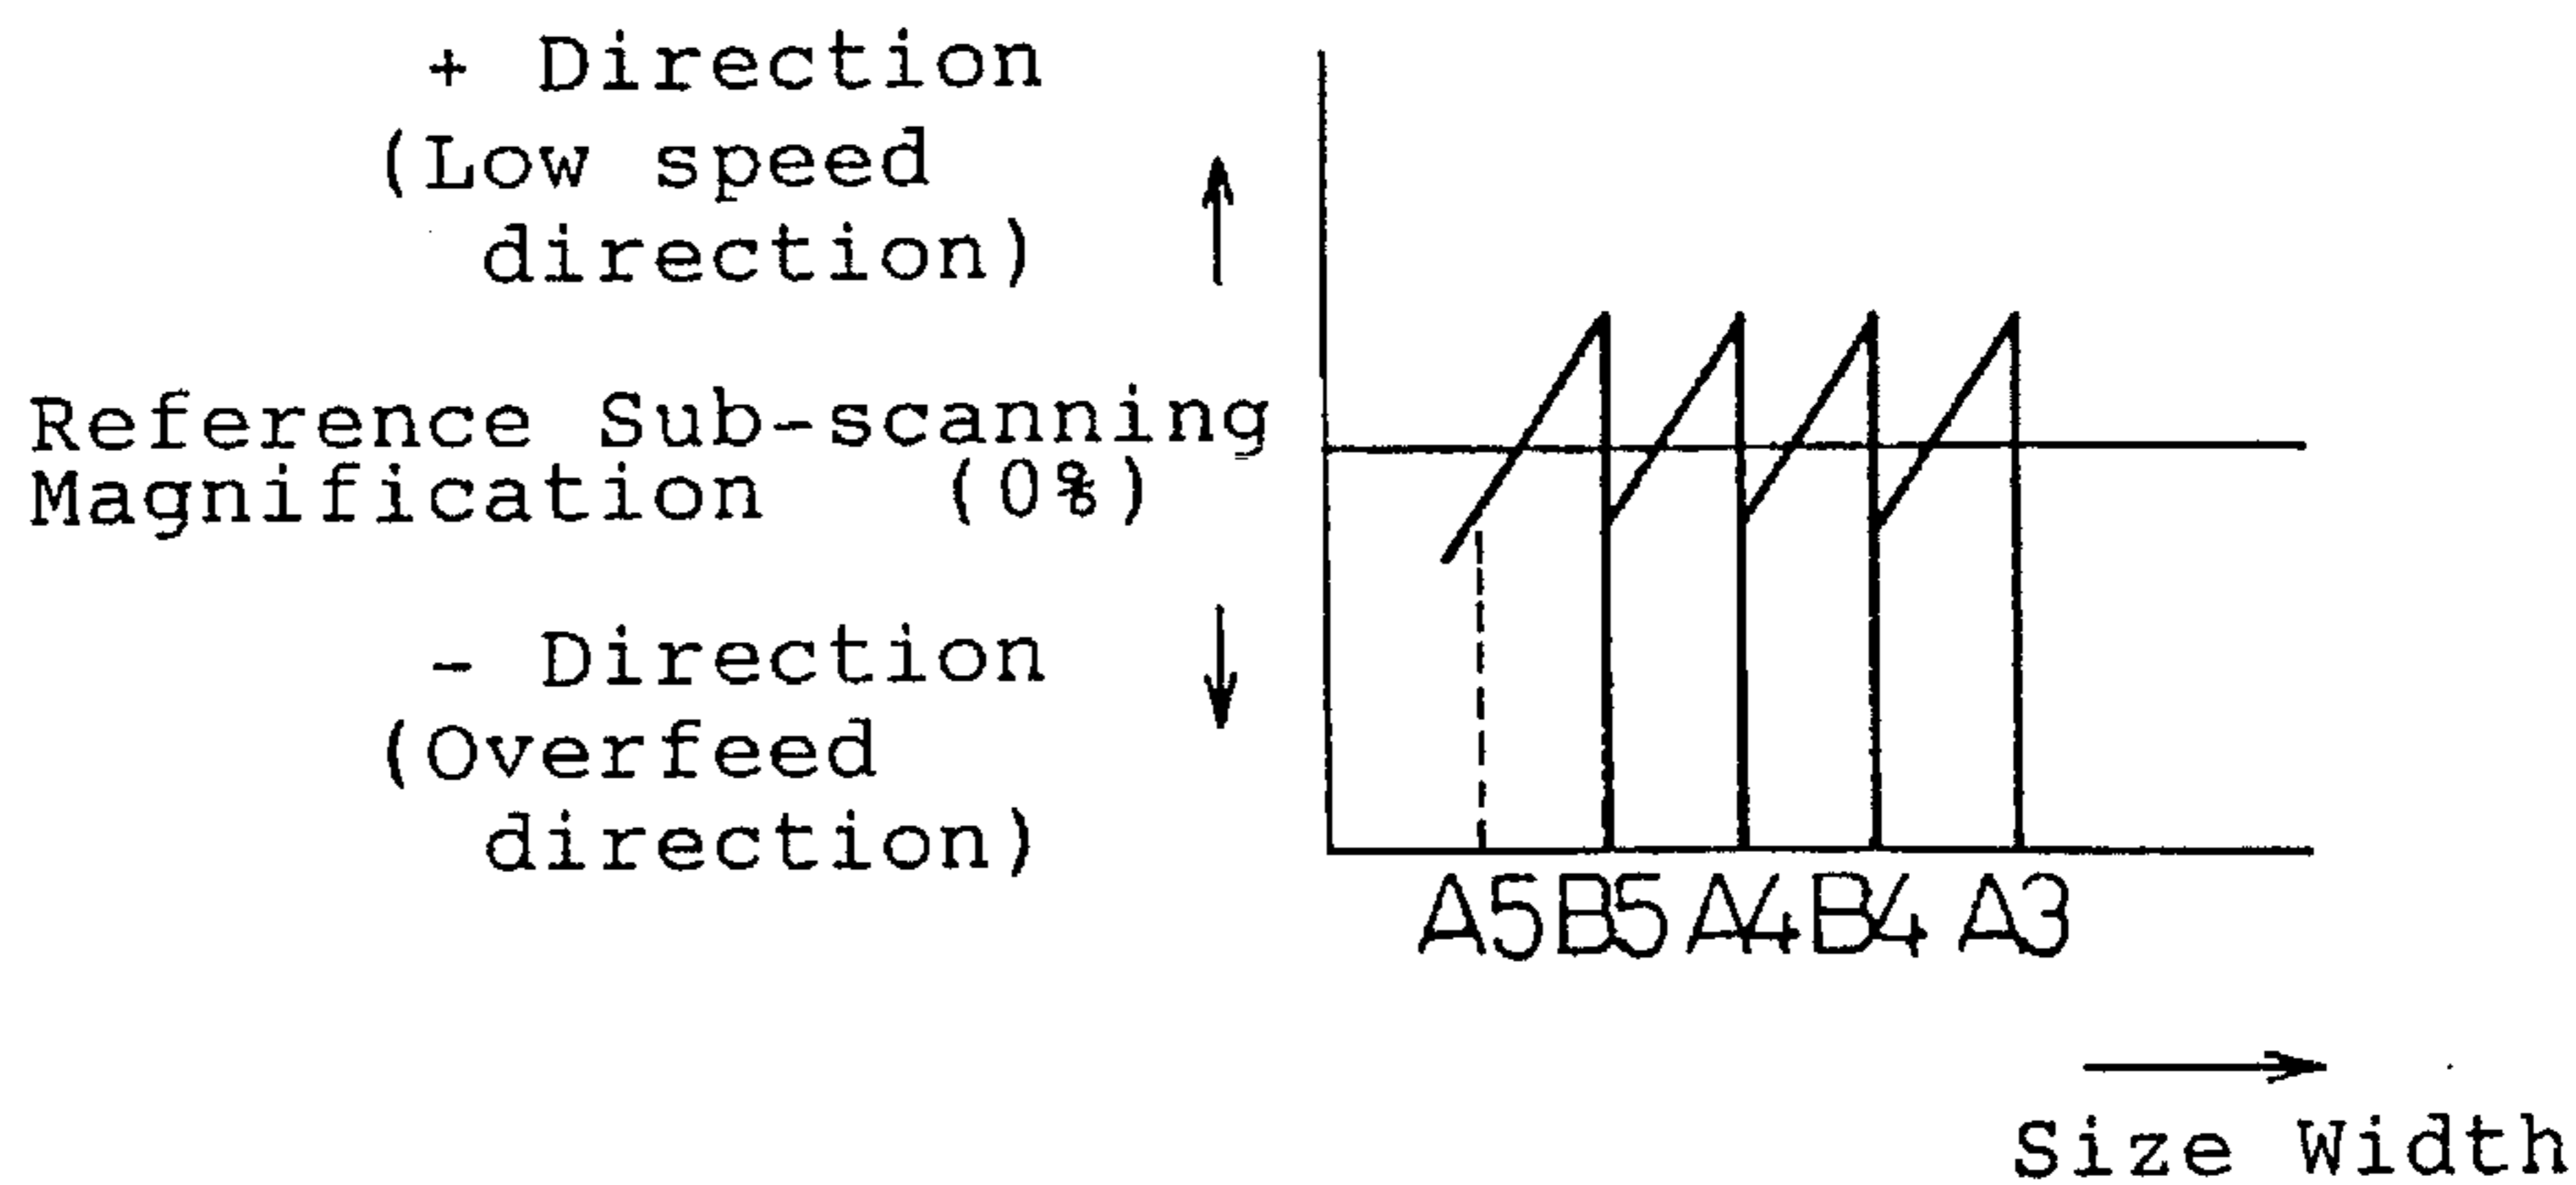 + Direction
(Low speed
direction)
Reference Sub-scanning
Magnification (0%)
- Direction
(Overfeed
direction)
A5 B5 A4 B4 A3
Size Width